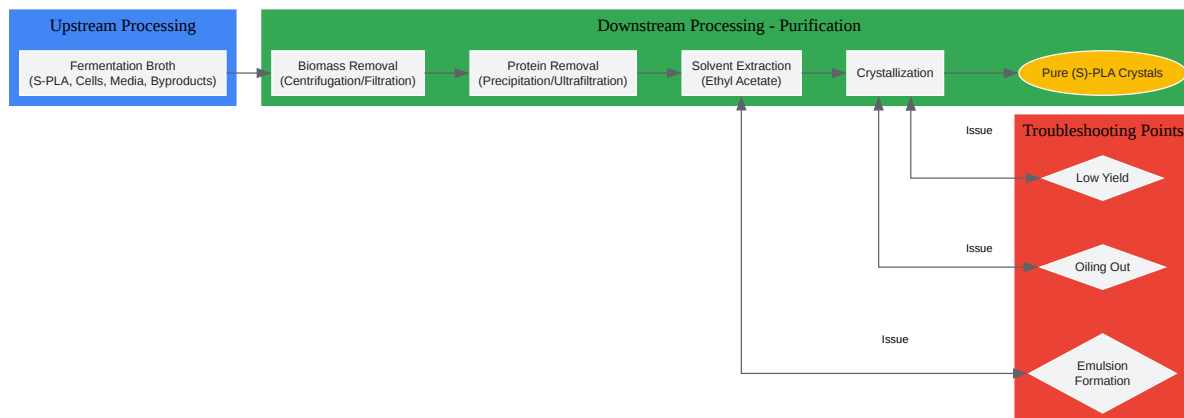 Upstream Processing
Downstream Processing - Purification
Fermentation Broth
(S-PLA, Cells, Media, Byproducts)
Biomass Removal
(Centrifugation/Filtration)
Protein Removal
(Precipitation/Ultrafiltration)
Solvent Extraction
(Ethyl Acetate)
Crystallization
Pure (S)-PLA Crystals
Troubleshooting Points
Issue
Low Yield
Issue
Oiling Out
Issue
Emulsion
Formation